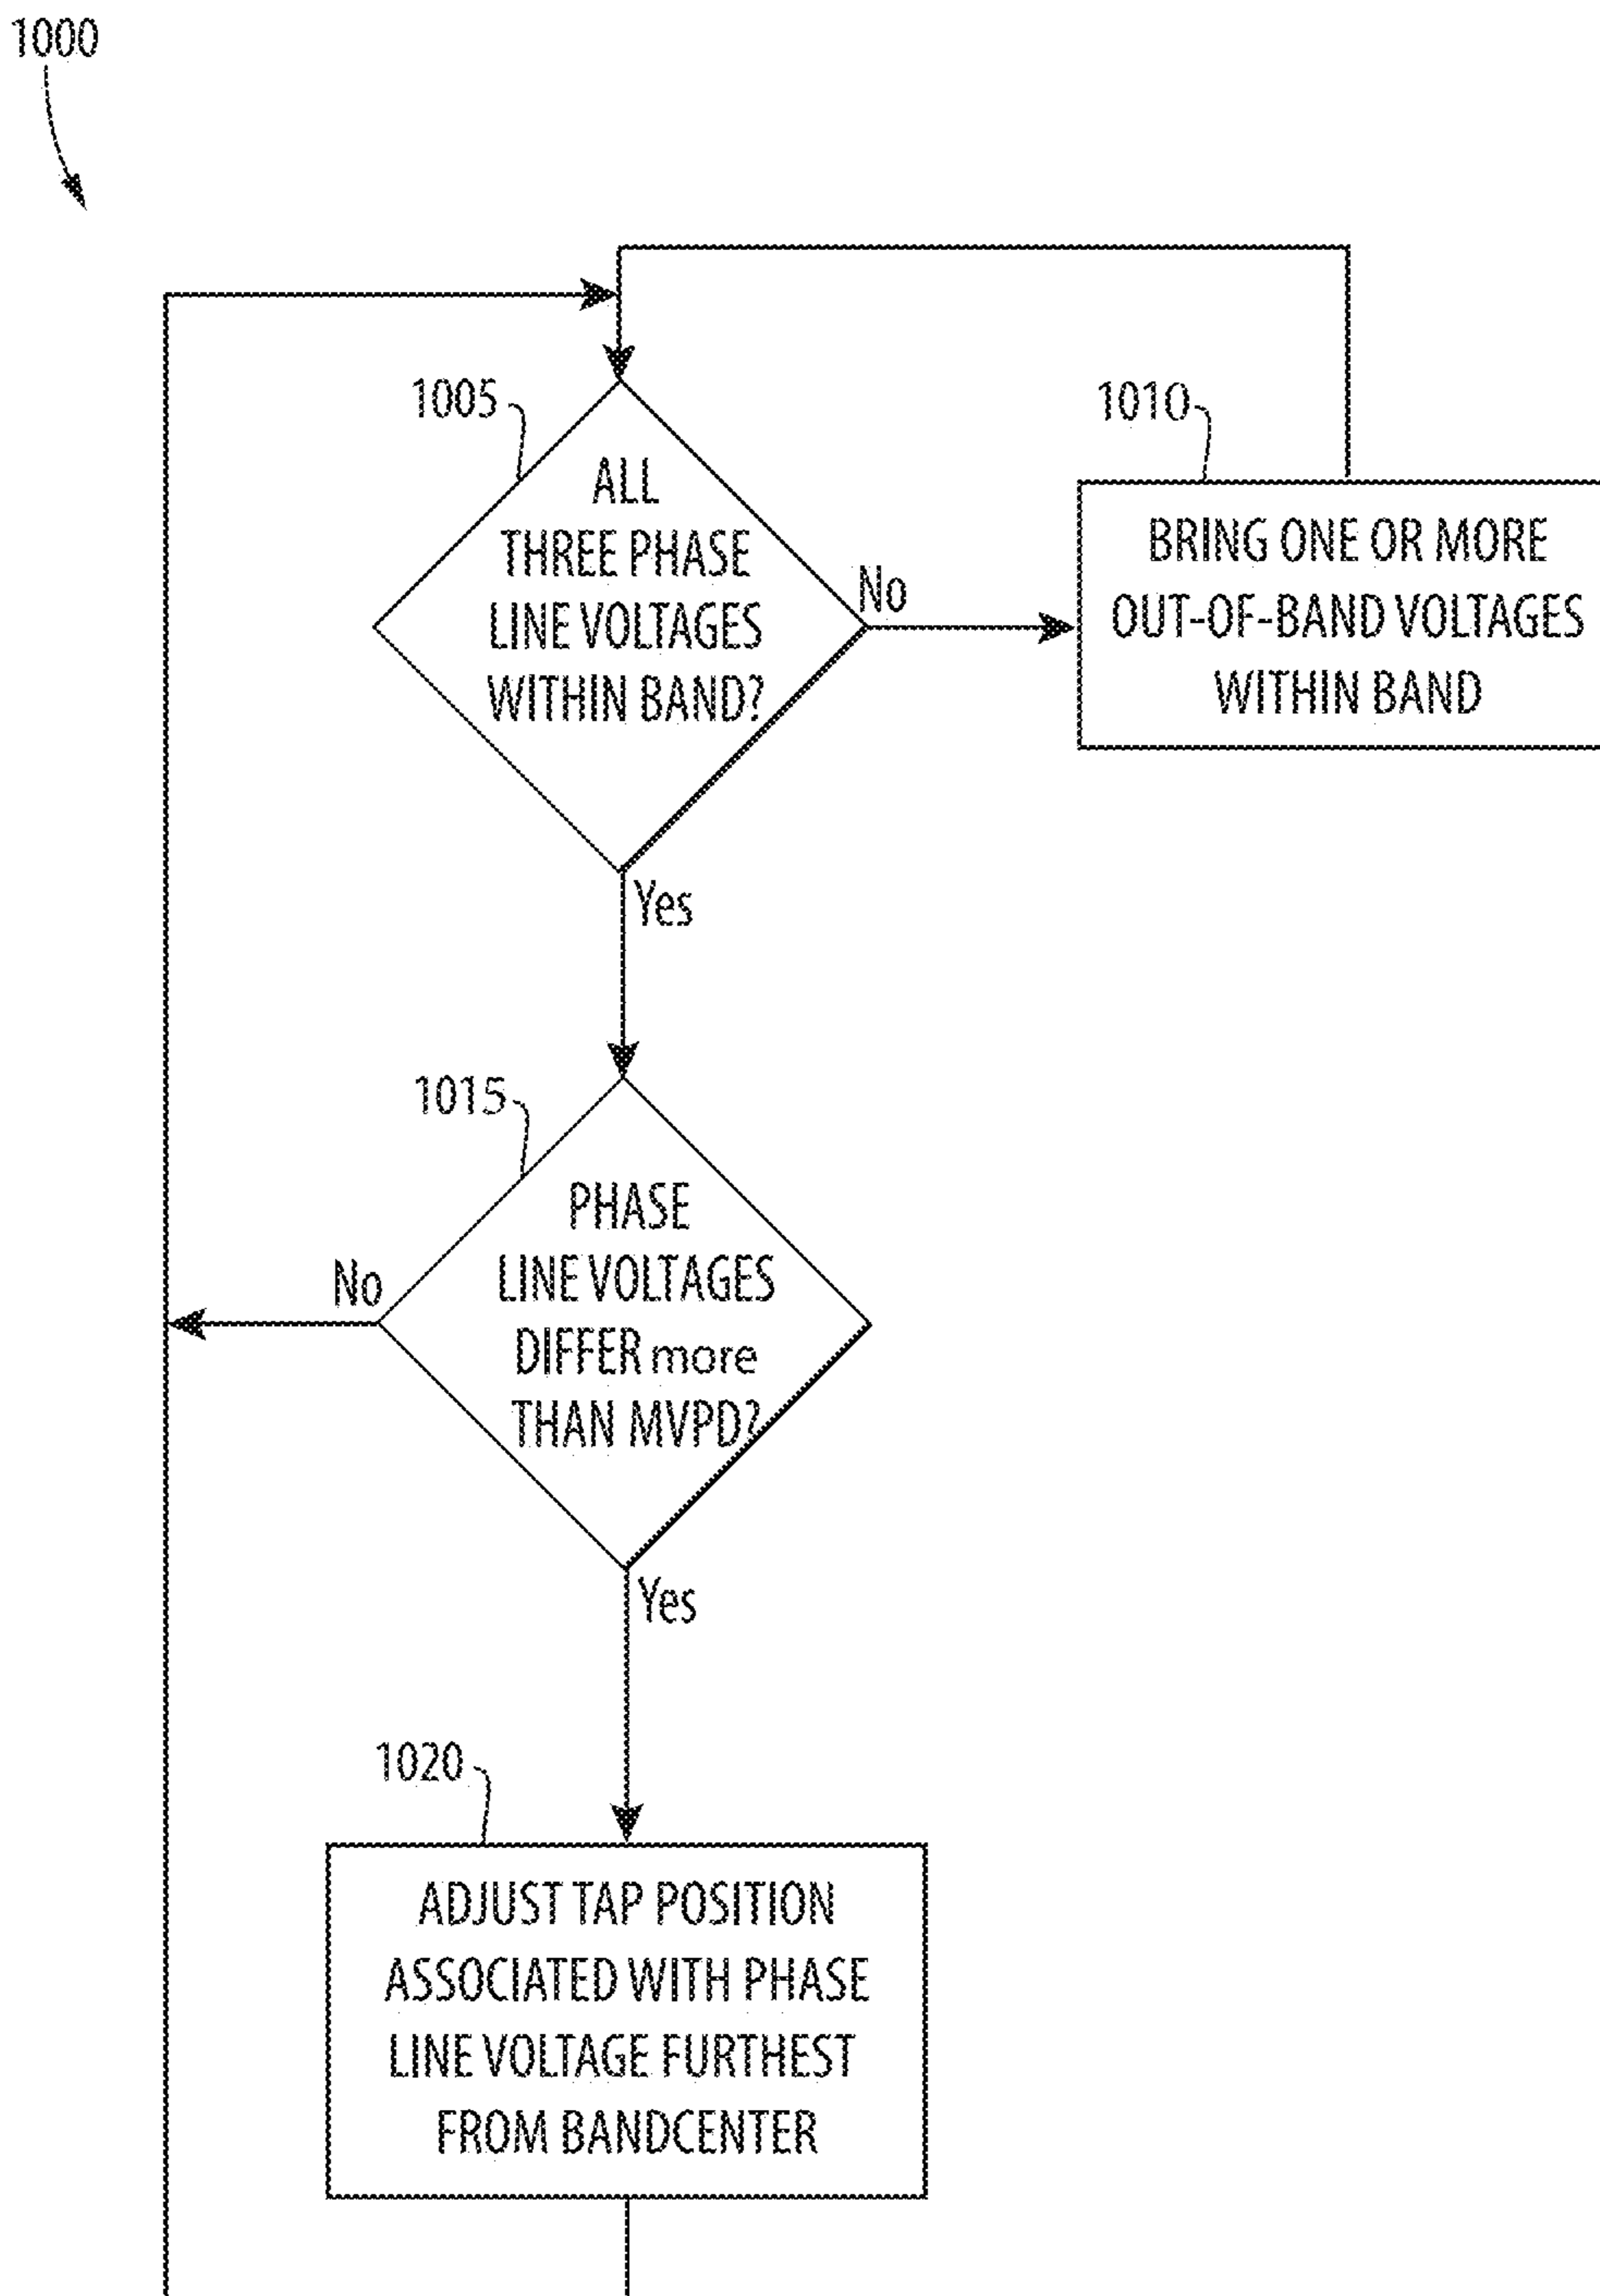 1000
1005
ALL
THREE PHASE
LINE VOLTAGES
WITHIN BAND?
No
1010
BRING ONE OR MORE
OUT-OF-BAND VOLTAGES
WITHIN BAND
Yes
1015
PHASE
LINE VOLTAGES
DIFFER more
THAN MVPD?
No
Yes
1020
ADJUST TAP POSITION
ASSOCIATED WITH PHASE
LINE VOLTAGE FURTHEST
FROM BANDCENTER